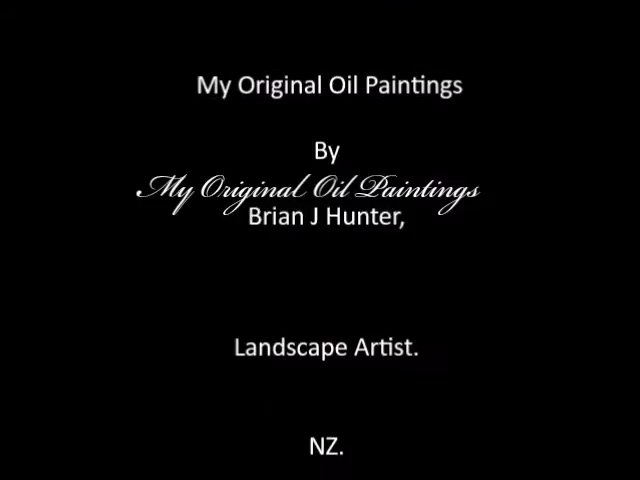 My Original Oil Paintings
By
My Original Oil Paintings
Brian J Hunter,
Landscape Artist.
NZ.